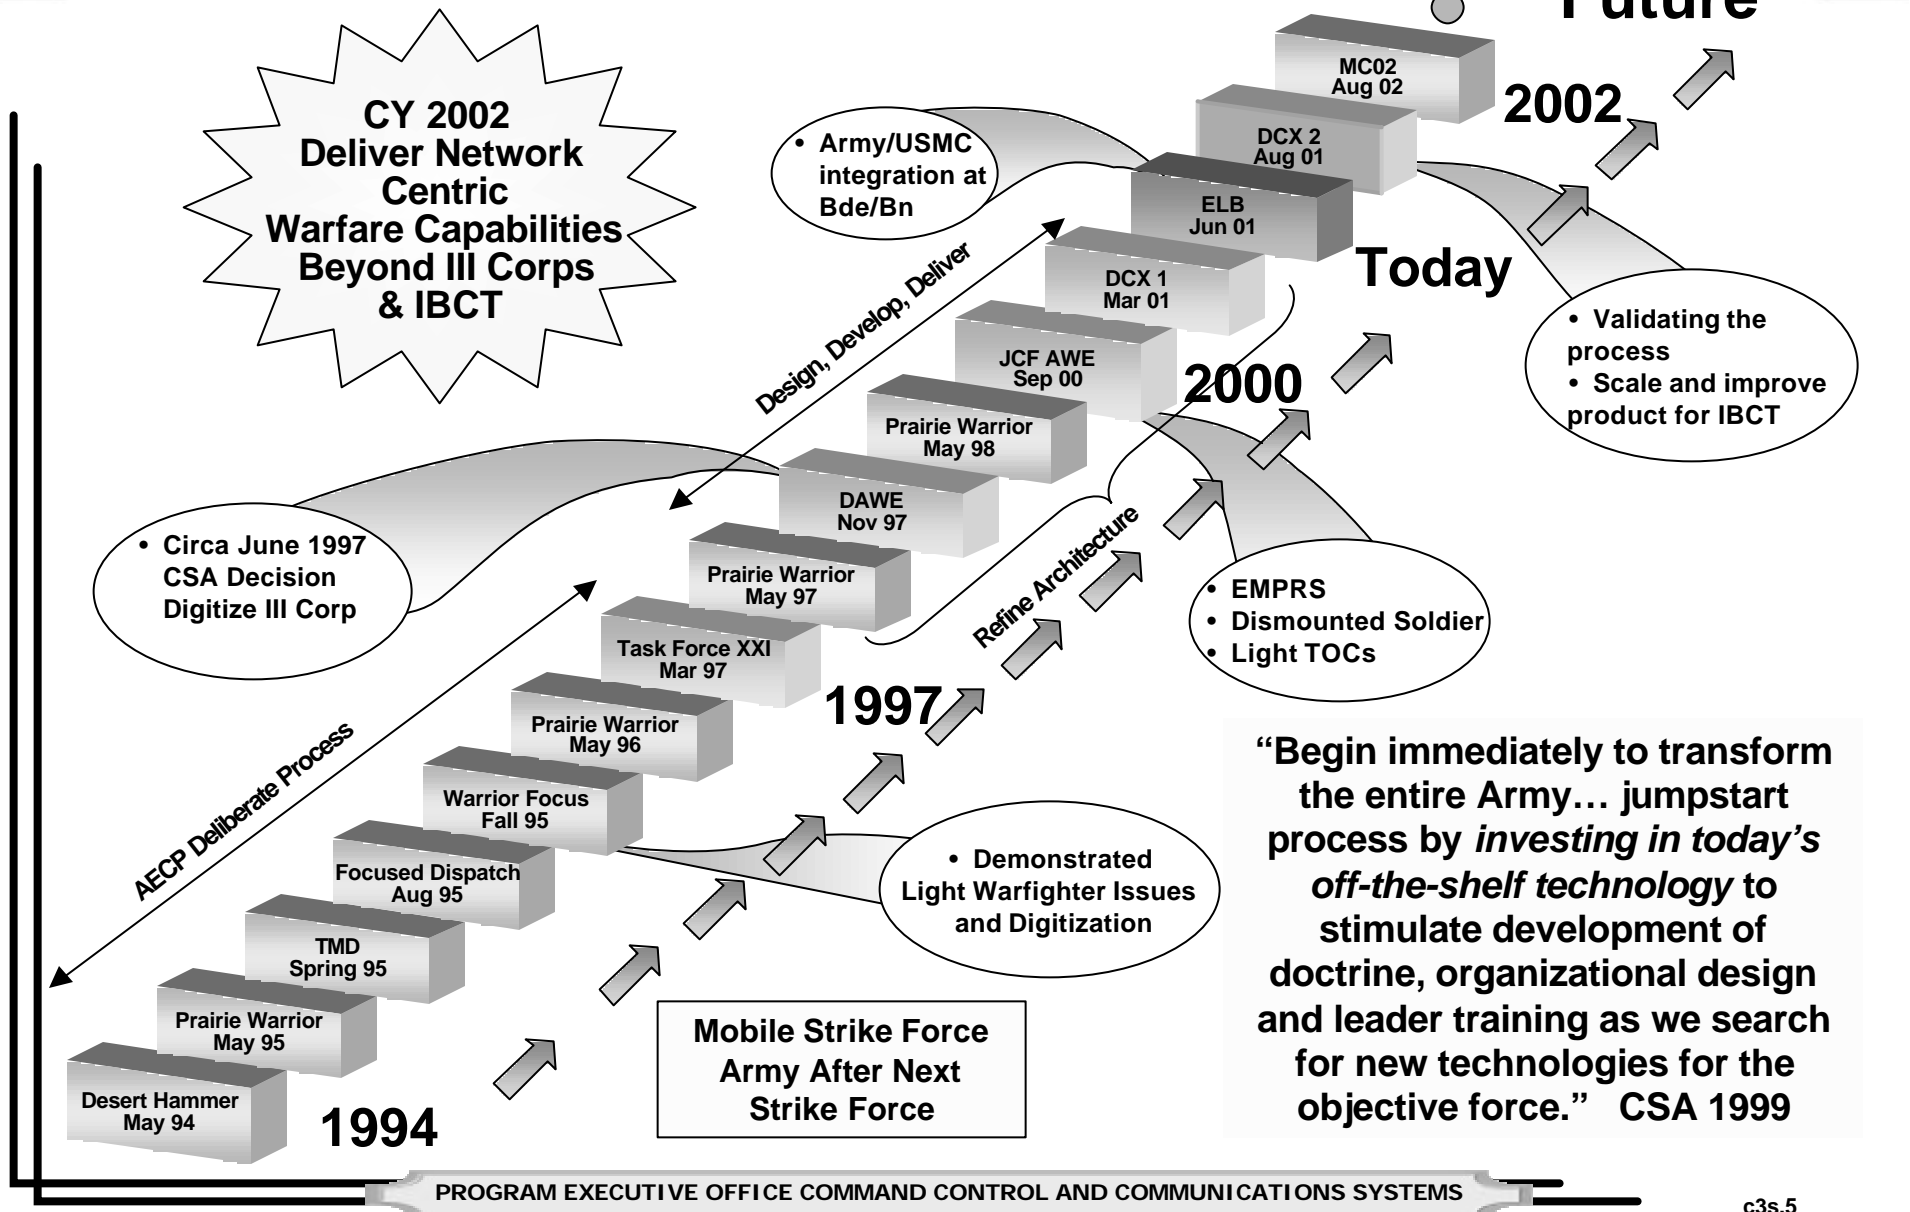 Future
CY 2002
Deliver Network
Centric
Warfare Capabilities
Beyond III Corps
& IBCT
MC02
Aug 02
2002
DCX 2
Aug 01
• Army/USMC
integration at
Bde/Bn
ELB
Jun 01
Today
DCX 1
Mar 01
Design, Develop, Deliver
• Validating the
process
• Scale and improve
product for IBCT
JCF AWE
Sep 00
2000
Prairie Warrior
May 98
DAWE
Nov 97
• Circa June 1997
CSA Decision
Digitize III Corp
Prairie Warrior
May 97
Refine Architecture
• EMPRS
• Dismounted Soldier
• Light TOCs
Task Force XXI
Mar 97
1997
Prairie Warrior
May 96
AECP Deliberate Process
Warrior Focus
Fall 95
Focused Dispatch
Aug 95
• Demonstrated
Light Warfighter Issues
and Digitization
TMD
Spring 95
Prairie Warrior
May 95
Desert Hammer
May 94
1994
Mobile Strike Force
Army After Next
Strike Force
“Begin immediately to transform
the entire Army… jumpstart
process by investing in today’s
off-the-shelf technology to
stimulate development of
doctrine, organizational design
and leader training as we search
for new technologies for the
objective force.” CSA 1999
PROGRAM EXECUTIVE OFFICE COMMAND CONTROL AND COMMUNICATIONS SYSTEMS
c3s.5